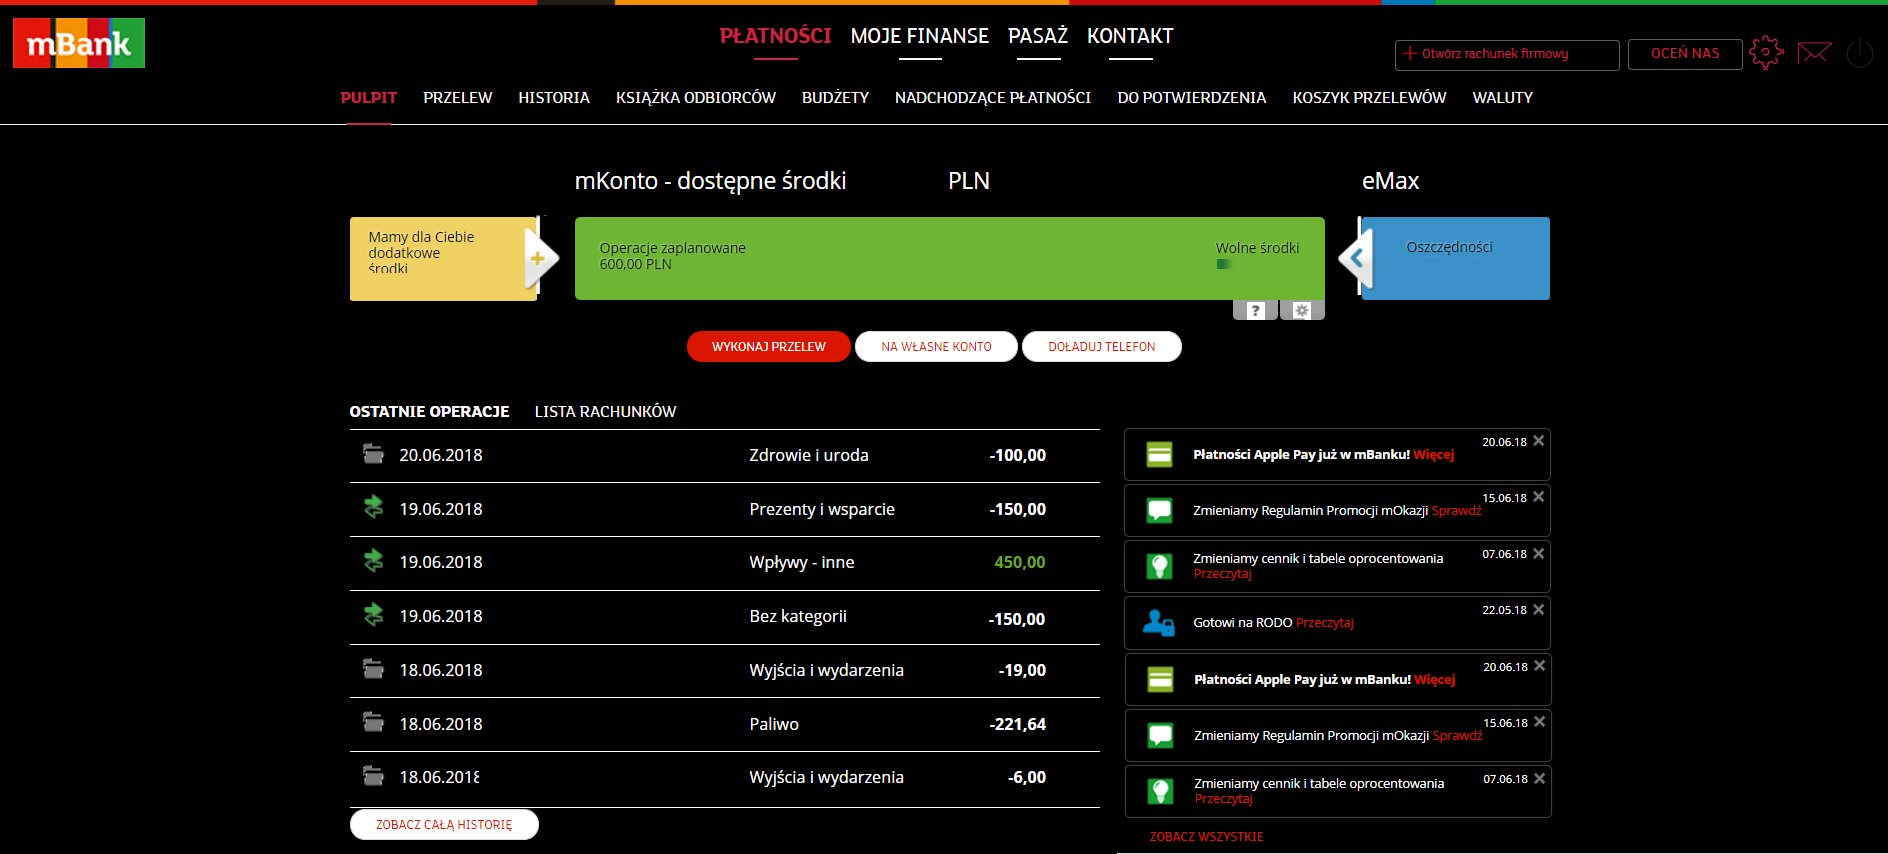 mBank
PŁATNOŚCI MOJE FINANSE PASAŻ KONTAKT
Otwórz rachunek firmowy OCEŃ NAS
PULPIT PRZELEW HISTORIA KSIĄŻKA ODBIORCÓW BUDŻETY NADCHODZĄCE PŁATNOŚCI DO POTWIERDZENIA KOSZYK PRZELEWÓW WALUTY
mKonto - dostępne środki PLN eMax
Mamy dla Ciebie
dodatkowe
środki
Operacje zaplanowane
600,00 PLN
Wolne środki
Oszczędności
?
WYKONAJ PRZELEW NA WŁASNE KONTO DOŁADUJ TELEFON
OSTATNIE OPERACJE LISTA RACHUNKÓW
20.06.2018 Zdrowie i uroda -100,00
19.06.2018 Prezenty i wsparcie -150,00
19.06.2018 Wpływy - inne 450,00
19.06.2018 Bez kategorii -150,00
18.06.2018 Wyjścia i wydarzenia -19,00
18.06.2018 Paliwo -221,64
18.06.2018 Wyjścia i wydarzenia -6,00
ZOBACZ CAŁĄ HISTORIĘ
20.06.18
Płatności Apple Pay już w mBanku! Więcej
15.06.18
Zmieniamy Regulamin Promocji mOkazji Sprawdź
07.06.18
Zmieniamy cennik i tabele oprocentowania
Przeczytaj
22.05.18
Gotowi na RODO Przeczytaj
20.06.18
Płatności Apple Pay już w mBanku! Więcej
15.06.18
Zmieniamy Regulamin Promocji mOkazji Sprawdź
07.06.18
Zmieniamy cennik i tabele oprocentowania
Przeczytaj
ZOBACZ WSZYSTKIE